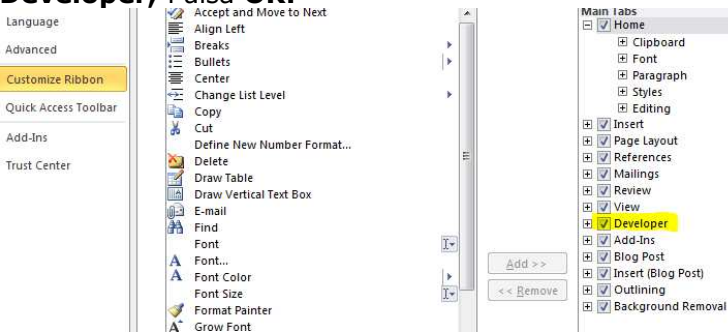 Developer, Pulsa OK.
Language
Advanced
Customize Ribbon
Quick Access Toolbar
Add-Ins
Trust Center
Accept and Move to Next
Align Left
Breaks
Bullets
Center
Change List Level
Copy
Cut
Define New Number Format...
Delete
Draw Table
Draw Vertical Text Box
E-mail
Find
Font
Font...
Font Color
Font Size
Format Painter
Grow Font
Add >>
<< Remove
Main Tabs
Home
Clipboard
Font
Paragraph
Styles
Editing
Insert
Page Layout
References
Mailings
Review
View
Developer
Add-Ins
Blog Post
Insert (Blog Post)
Outlining
Background Removal